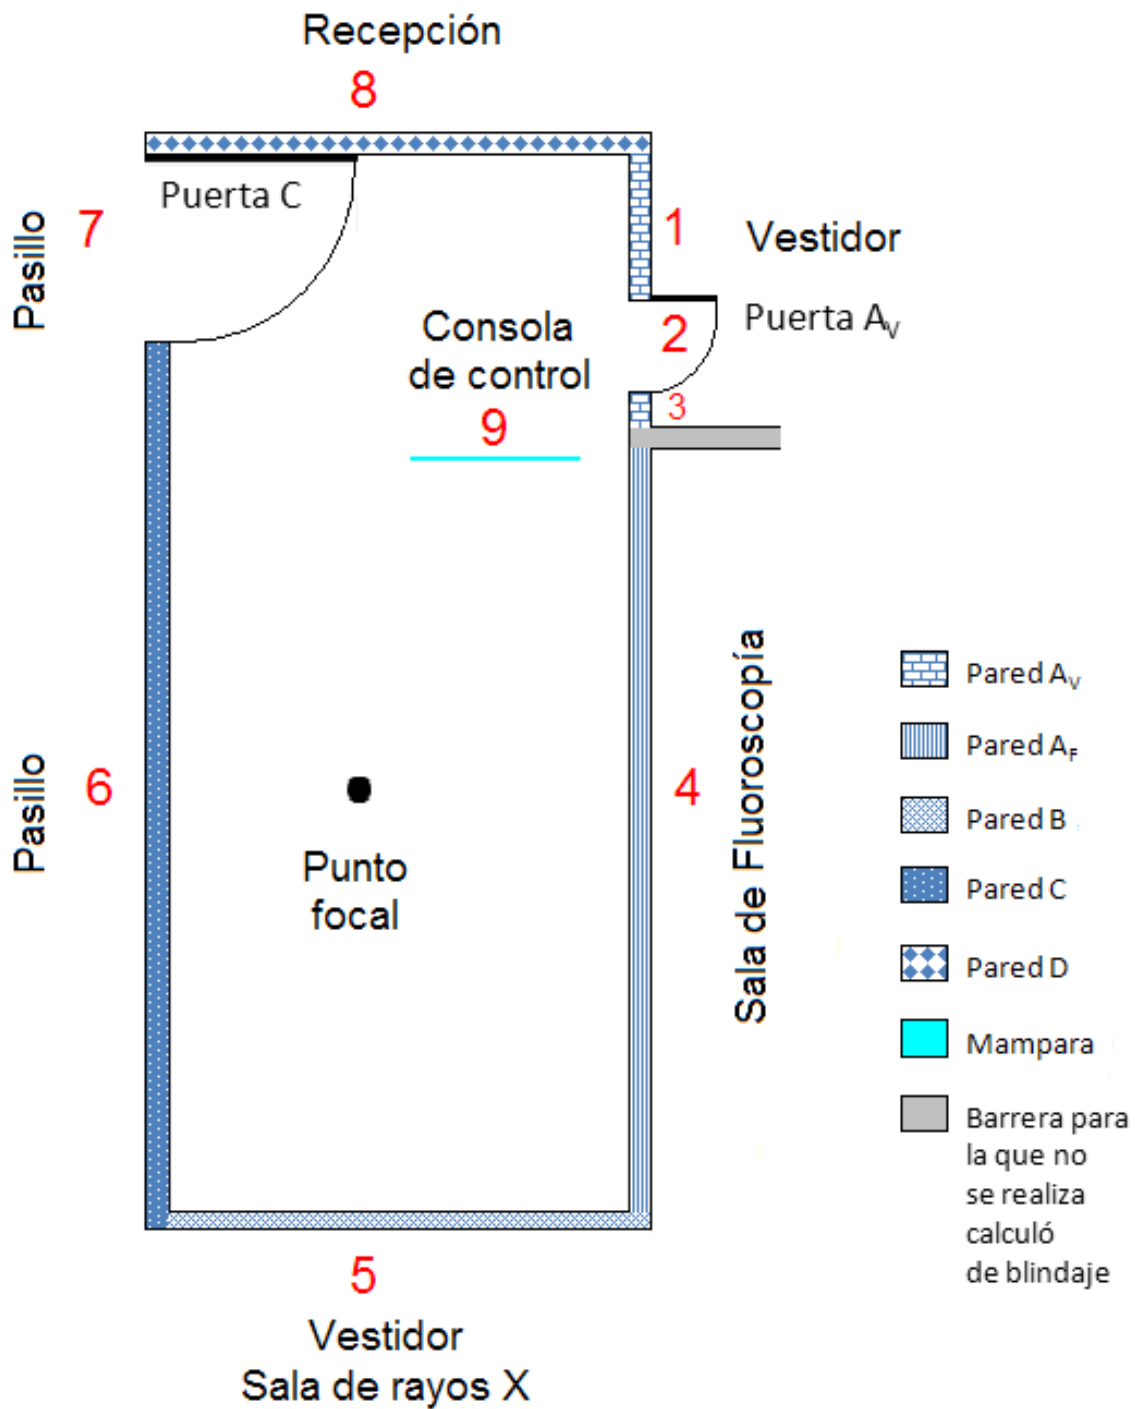 Recepción
8
Puerta C
7
Pasillo
1
Vestidor
Puerta Aᵥ
2
3
Consola
de control
9
Sala de Fluoroscopía
4
Pasillo
6
Punto
focal
5
Vestidor
Sala de rayos X
Pared Aᵥ
Pared A_F
Pared B
Pared C
Pared D
Mampara
Barrera para
la que no
se realiza
calculó
de blindaje